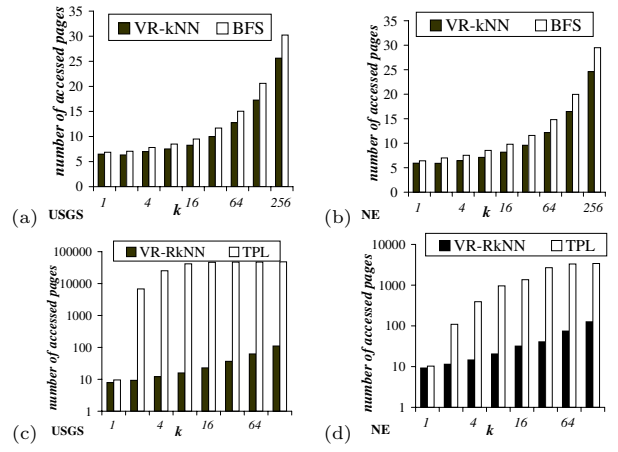 VR-kNN BFS
number of accessed pages
35
30
25
20
15
10
5
0
1 4 16 64 256
k
(a) USGS
VR-kNN BFS
number of accessed pages
35
30
25
20
15
10
5
0
1 4 16 64 256
k
(b) NE
VR-RkNN TPL
number of accessed pages
100000
10000
1000
100
10
1
1 4 16 64
k
(c) USGS
VR-RkNN TPL
number of accessed pages
10000
1000
100
10
1
1 4 16 64
k
(d) NE